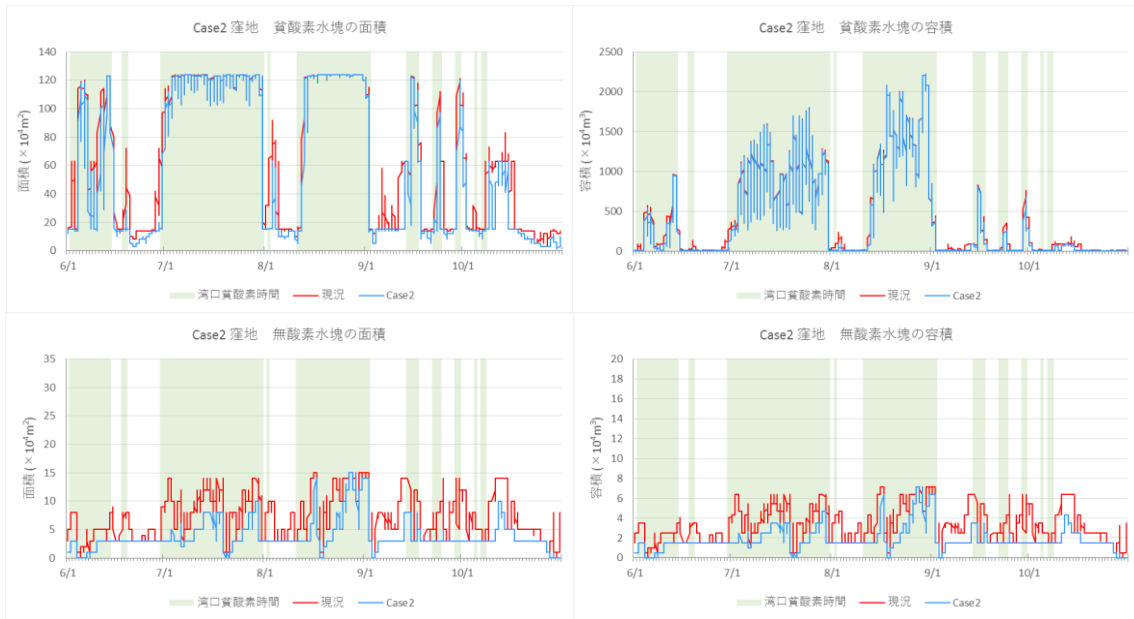 Case2 窪地　貧酸素水塊の面積
140
120
100
80
60
40
20
0
面積 (×10⁴m²)
6/1 7/1 8/1 9/1 10/1
湾口貧酸素時間 現況 Case2
Case2 窪地　貧酸素水塊の容積
2500
2000
1500
1000
500
0
容積 (×10⁴m³)
6/1 7/1 8/1 9/1 10/1
湾口貧酸素時間 現況 Case2
Case2 窪地　無酸素水塊の面積
35
30
25
20
15
10
5
0
面積 (×10⁴m²)
6/1 7/1 8/1 9/1 10/1
湾口貧酸素時間 現況 Case2
Case2 窪地　無酸素水塊の容積
20
18
16
14
12
10
8
6
4
2
0
容積 (×10⁴m³)
6/1 7/1 8/1 9/1 10/1
湾口貧酸素時間 現況 Case2